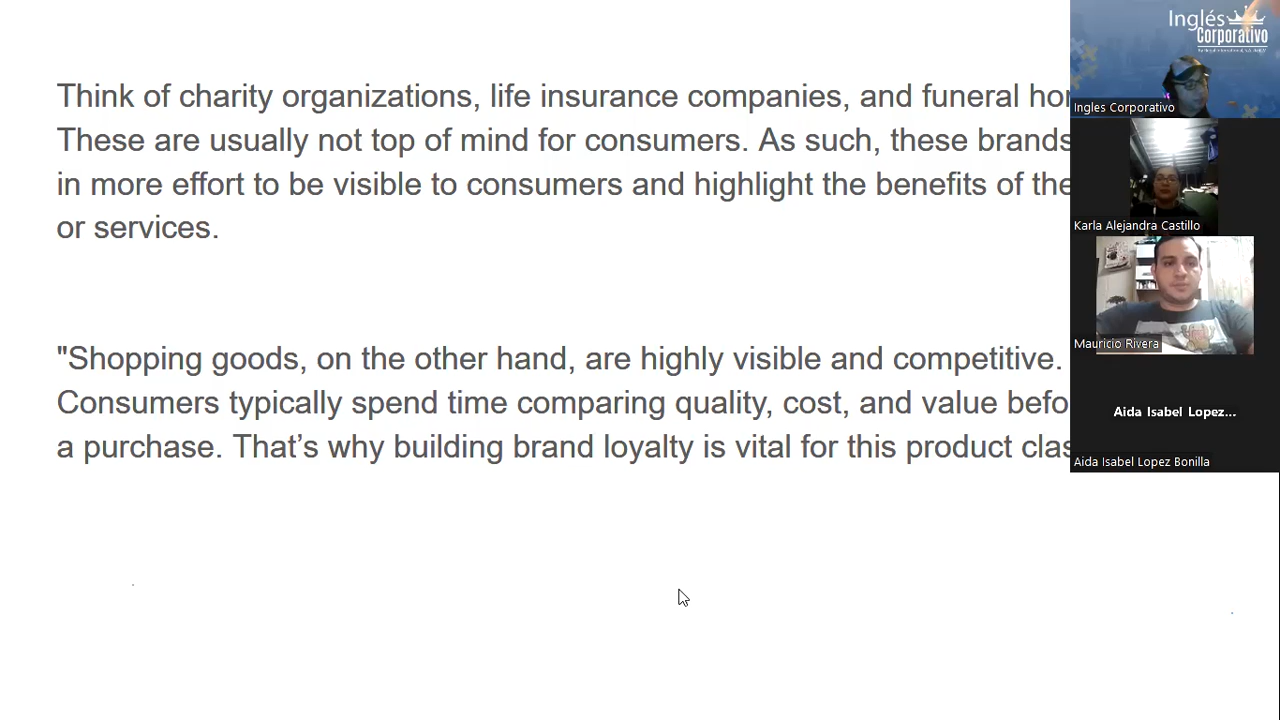 Think of charity organizations, life insurance companies, and funeral
These are usually not top of mind for consumers. As such, these brands
in more effort to be visible to consumers and highlight the benefits of
or services.
"Shopping goods, on the other hand, are highly visible and competitive.
Consumers typically spend time comparing quality, cost, and value
a purchase. That's why building brand loyalty is vital for this product
Inglés
Corporativo
Ingles Corporativo
Karla Alejandra Castillo
Mauricio Rivera
Aida Isabel Lopez...
Aida Isabel Lopez Bonilla